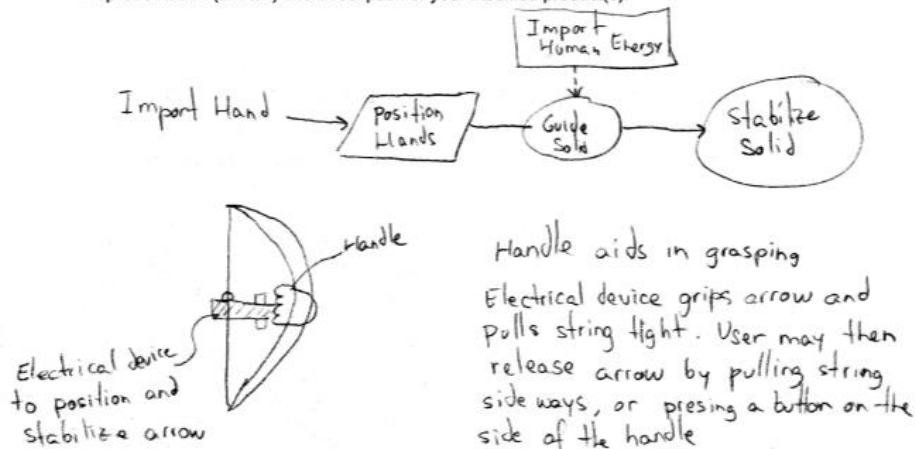 Import
Human Energy
Import Hand
Position
Hands
Guide
Solid
Stabilize
Solid
Handle
Electrical device
to position and
stabilize arrow
Handle aids in grasping
Electrical device grips arrow and
pulls string tight. User may then
release arrow by pulling string
side ways, or presing a button on the
side of the handle